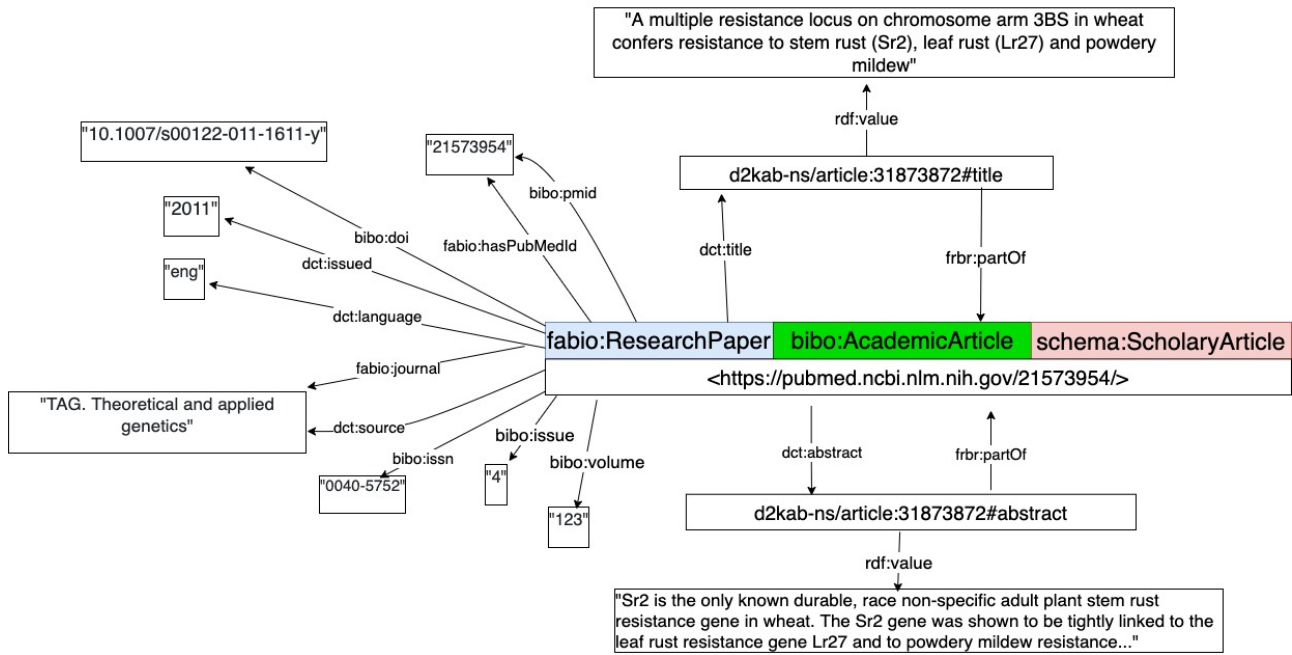 "A multiple resistance locus on chromosome arm 3BS in wheat
confers resistance to stem rust (Sr2), leaf rust (Lr27) and powdery
mildew"
rdf:value
"10.1007/s00122-011-1611-y"
"21573954"
d2kab-ns/article:31873872#title
bibo:pmid
"2011"
bibo:doi
fabio:hasPubMedId
dct:title
frbr:partOf
dct:issued
"eng"
dct:language
fabio:ResearchPaper
bibo:AcademicArticle
schema:ScholaryArticle
fabio:journal
<https://pubmed.ncbi.nlm.nih.gov/21573954/>
"TAG. Theoretical and applied
genetics"
dct:source
bibo:issue
bibo:issn
bibo:volume
dct:abstract
frbr:partOf
"0040-5752"
"4"
"123"
d2kab-ns/article:31873872#abstract
rdf:value
"Sr2 is the only known durable, race non-specific adult plant stem rust
resistance gene in wheat. The Sr2 gene was shown to be tightly linked to the
leaf rust resistance gene Lr27 and to powdery mildew resistance..."